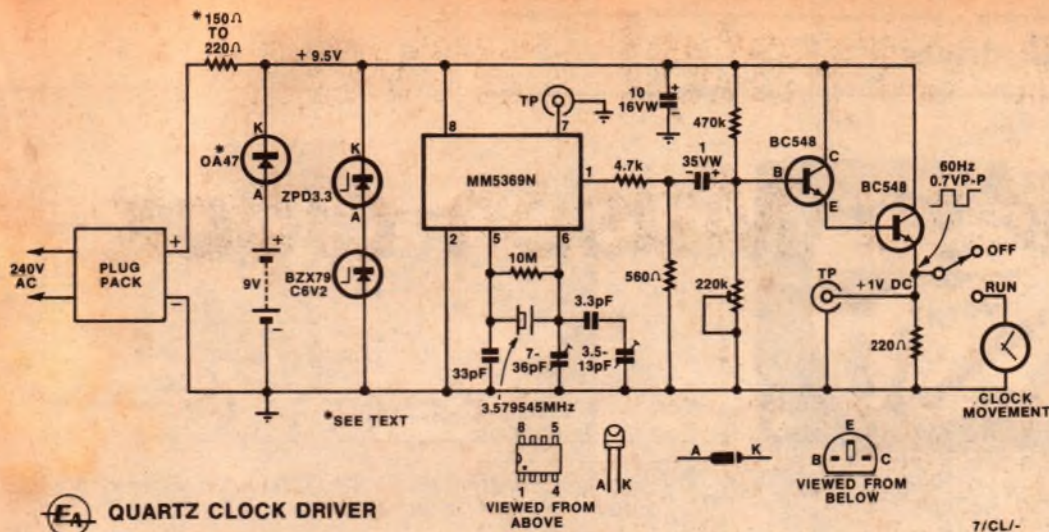 *150Ω
TO
220Ω
+ 9.5V
K
*
OA47
A
K
ZPD3.3
A
BZX79
C6V2
240V
AC
PLUG
PACK
+
−
+
9V
−
*SEE TEXT
TP
8
7
MM5369N
1
2
5
6
10M
33pF
7-
36pF
3.3pF
3.5-
13pF
3.579545MHz
10
16VW
+
4.7k
560Ω
1
35VW
− +
470k
220k
BC548
B
C
E
BC548
60Hz
0.7VP-P
OFF
RUN
TP
+1V DC
220Ω
CLOCK
MOVEMENT
8 5
1 4
VIEWED FROM
ABOVE
A K
A K
E
B C
VIEWED FROM
BELOW
EA QUARTZ CLOCK DRIVER
7/CL/-